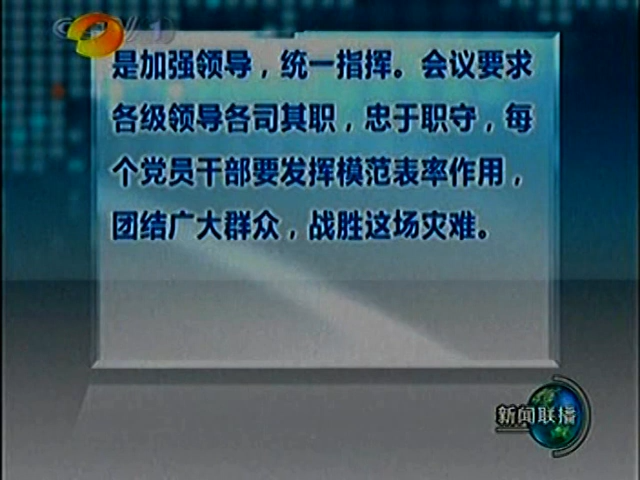 是加强领导，统一指挥。会议要求
各级领导各司其职，忠于职守，每
个党员干部要发挥模范表率作用，
团结广大群众，战胜这场灾难。
新闻联播